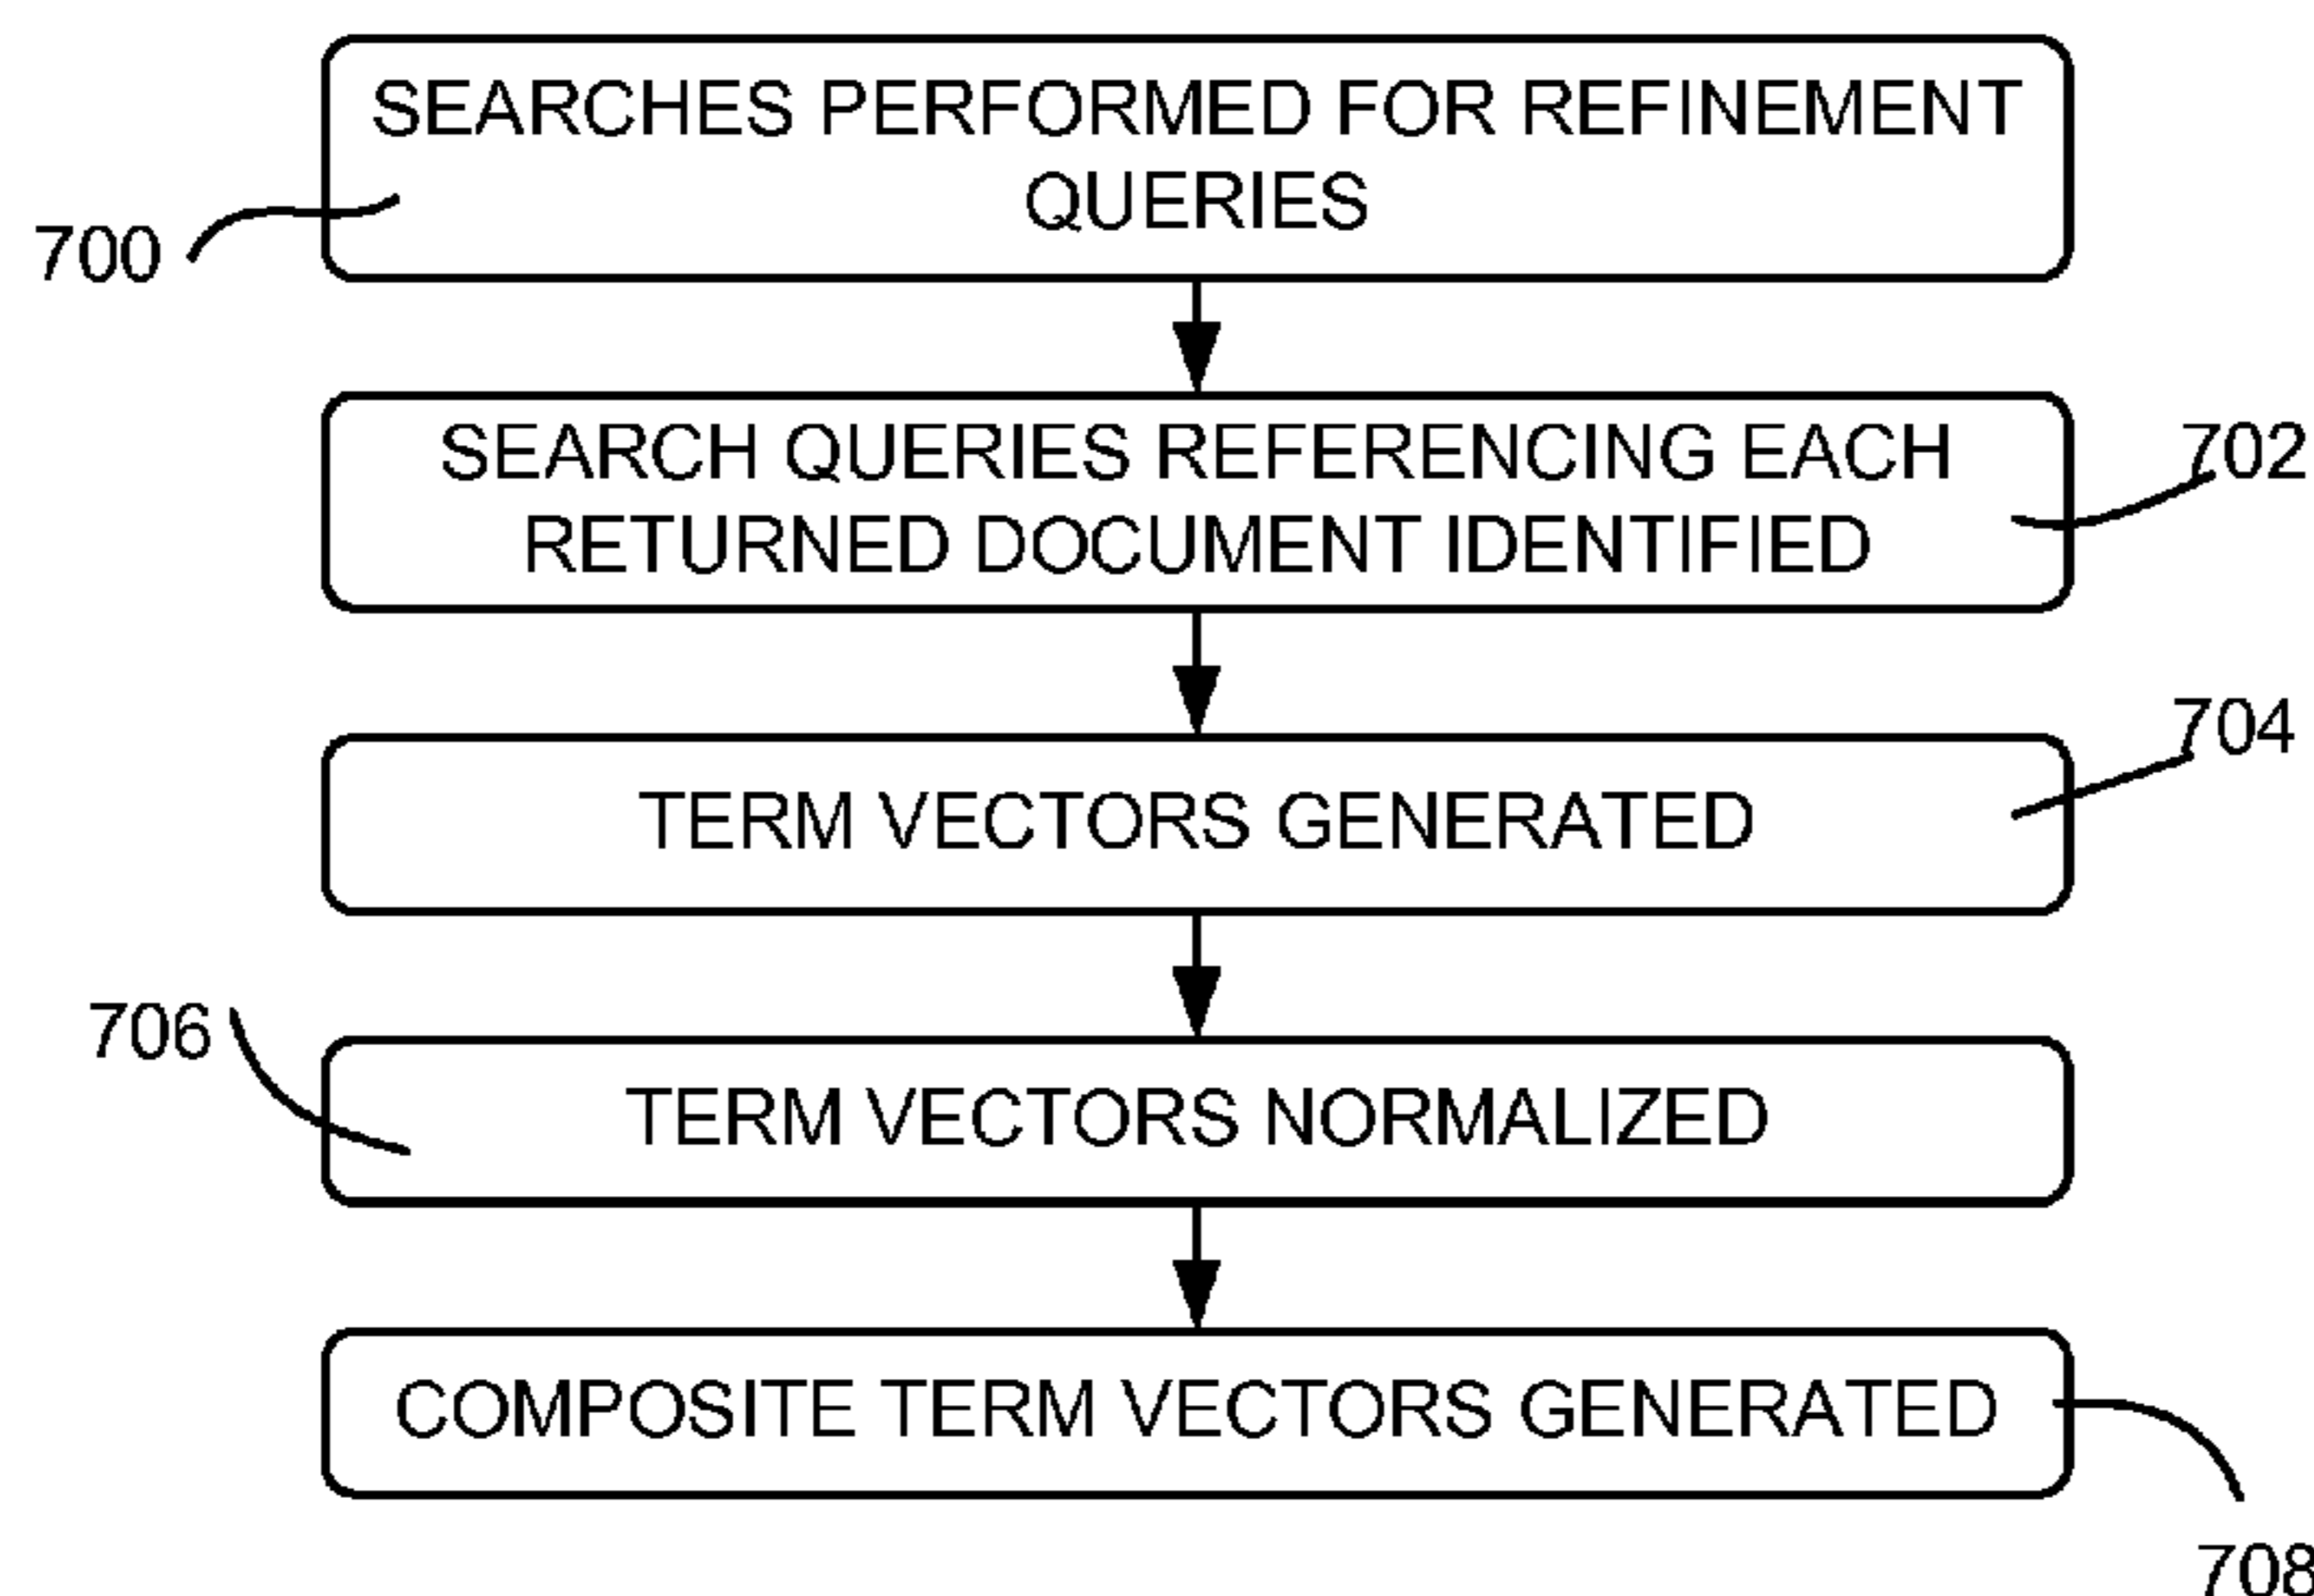 SEARCHES PERFORMED FOR REFINEMENT
QUERIES
700
SEARCH QUERIES REFERENCING EACH
RETURNED DOCUMENT IDENTIFIED
702
704
TERM VECTORS GENERATED
706
TERM VECTORS NORMALIZED
COMPOSITE TERM VECTORS GENERATED
708